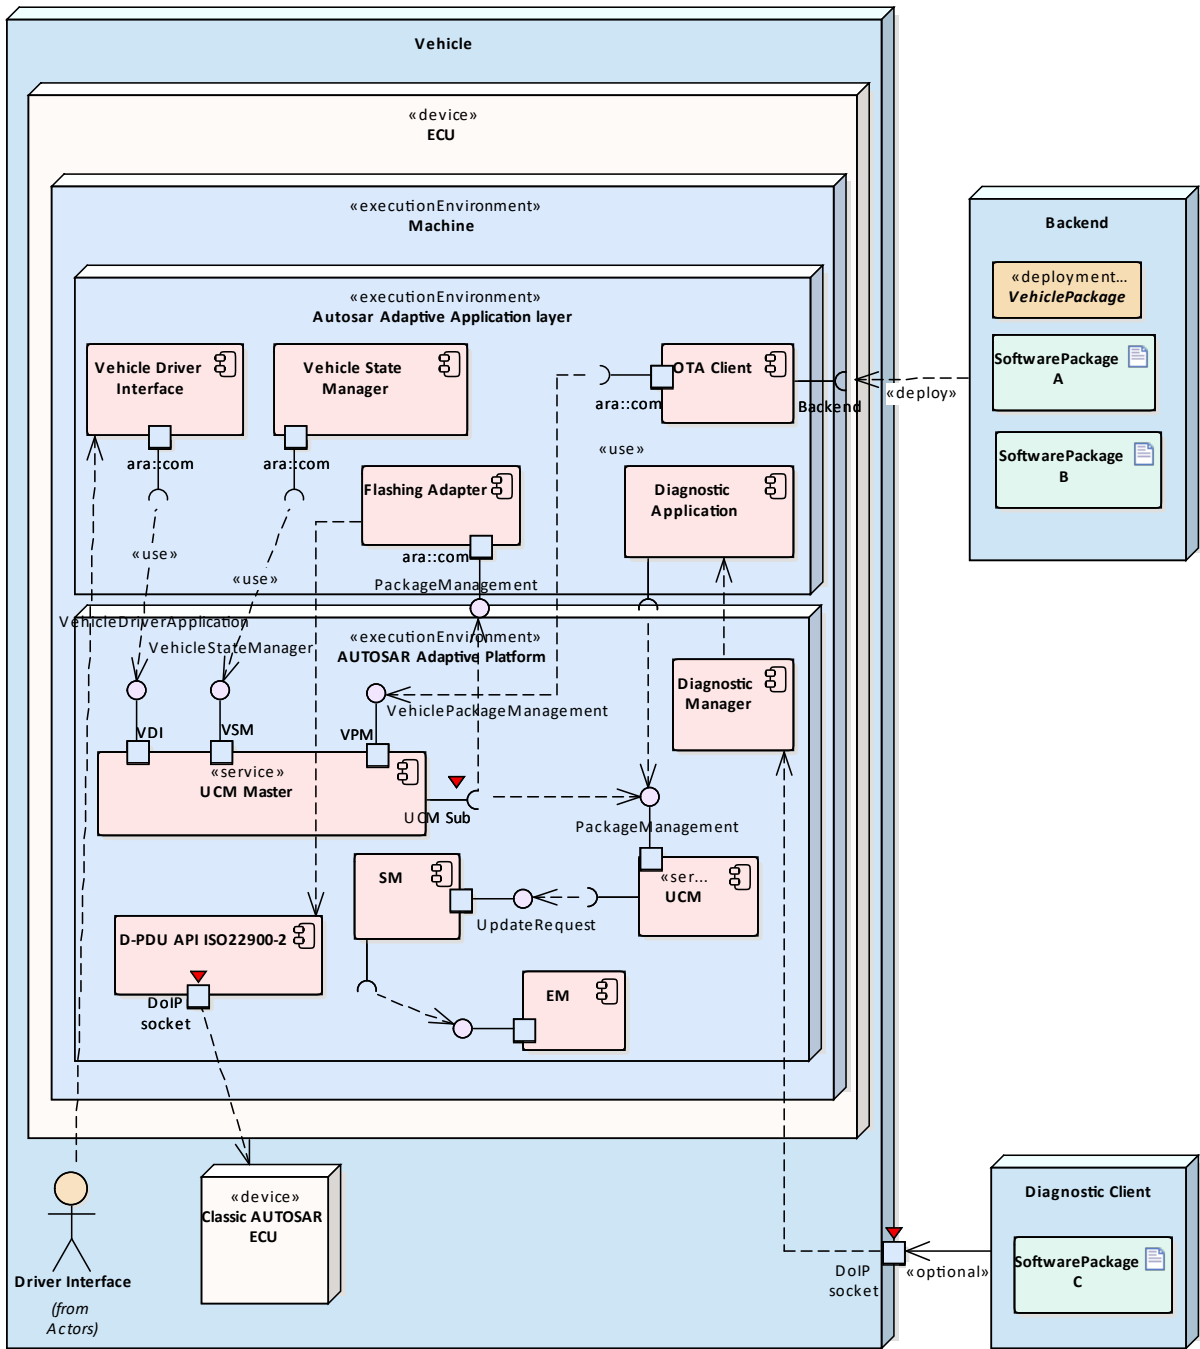 Vehicle
«device»
ECU
«executionEnvironment»
Machine
«executionEnvironment»
Autosar Adaptive Application layer
Vehicle Driver
Interface
ara::com
Vehicle State
Manager
ara::com
OTA Client
ara::com
Backend
«deploy»
Backend
«deployment...
VehiclePackage
SoftwarePackage
A
SoftwarePackage
B
«use»
Flashing Adapter
ara::com
Diagnostic
Application
«use»
«use»
PackageManagement
VehicleDriverApplication
VehicleStateManager
«executionEnvironment»
AUTOSAR Adaptive Platform
Diagnostic
Manager
VehiclePackageManagement
VDI
VSM
VPM
«service»
UCM Master
UCM Sub
PackageManagement
SM
«ser...
UCM
UpdateRequest
D-PDU API ISO22900-2
DoIP
socket
EM
«device»
Classic AUTOSAR
ECU
Driver Interface
(from
Actors)
DoIP
socket
«optional»
Diagnostic Client
SoftwarePackage
C